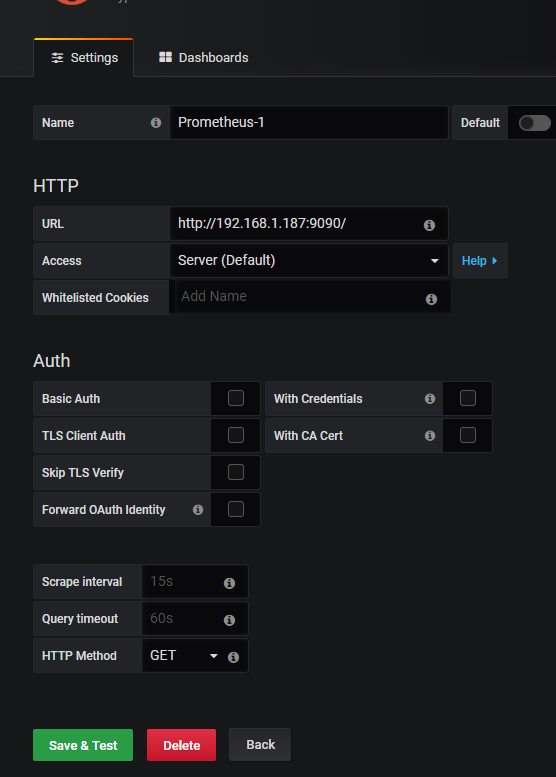 Settings Dashboards
Name Prometheus-1 Default
HTTP
URL http://192.168.1.187:9090/
Access Server (Default) Help
Whitelisted Cookies Add Name
Auth
Basic Auth With Credentials
TLS Client Auth With CA Cert
Skip TLS Verify
Forward OAuth Identity
Scrape interval 15s
Query timeout 60s
HTTP Method GET
Save & Test Delete Back